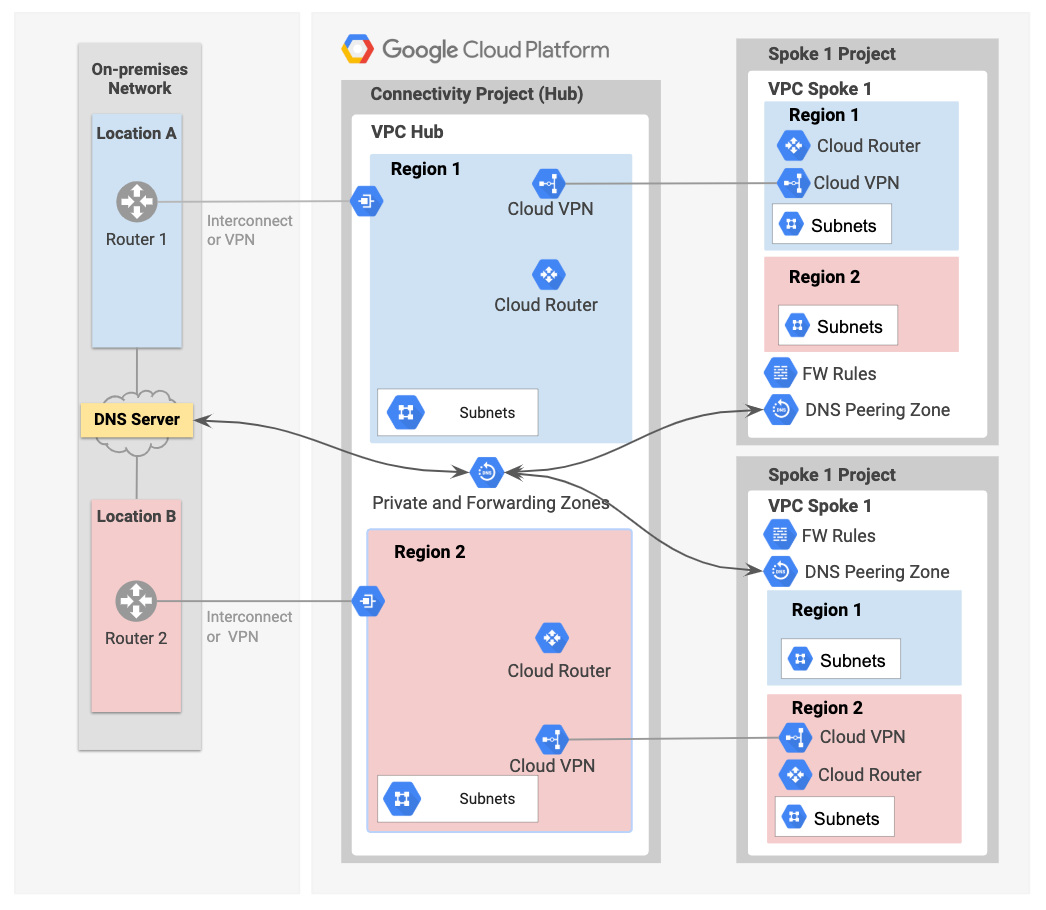 On-premises
Network
Location A
Router 1
Interconnect
or VPN
DNS Server
Location B
Router 2
Interconnect
or  VPN
Google Cloud Platform
Connectivity Project (Hub)
VPC Hub
Region 1
Cloud VPN
Cloud Router
Subnets
DNS
Private and Forwarding Zones
Region 2
Cloud Router
Cloud VPN
Subnets
Spoke 1 Project
VPC Spoke 1
Region 1
Cloud Router
Cloud VPN
Subnets
Region 2
Subnets
FW Rules
DNS
DNS Peering Zone
Spoke 1 Project
VPC Spoke 1
FW Rules
DNS
DNS Peering Zone
Region 1
Subnets
Region 2
Cloud VPN
Cloud Router
Subnets